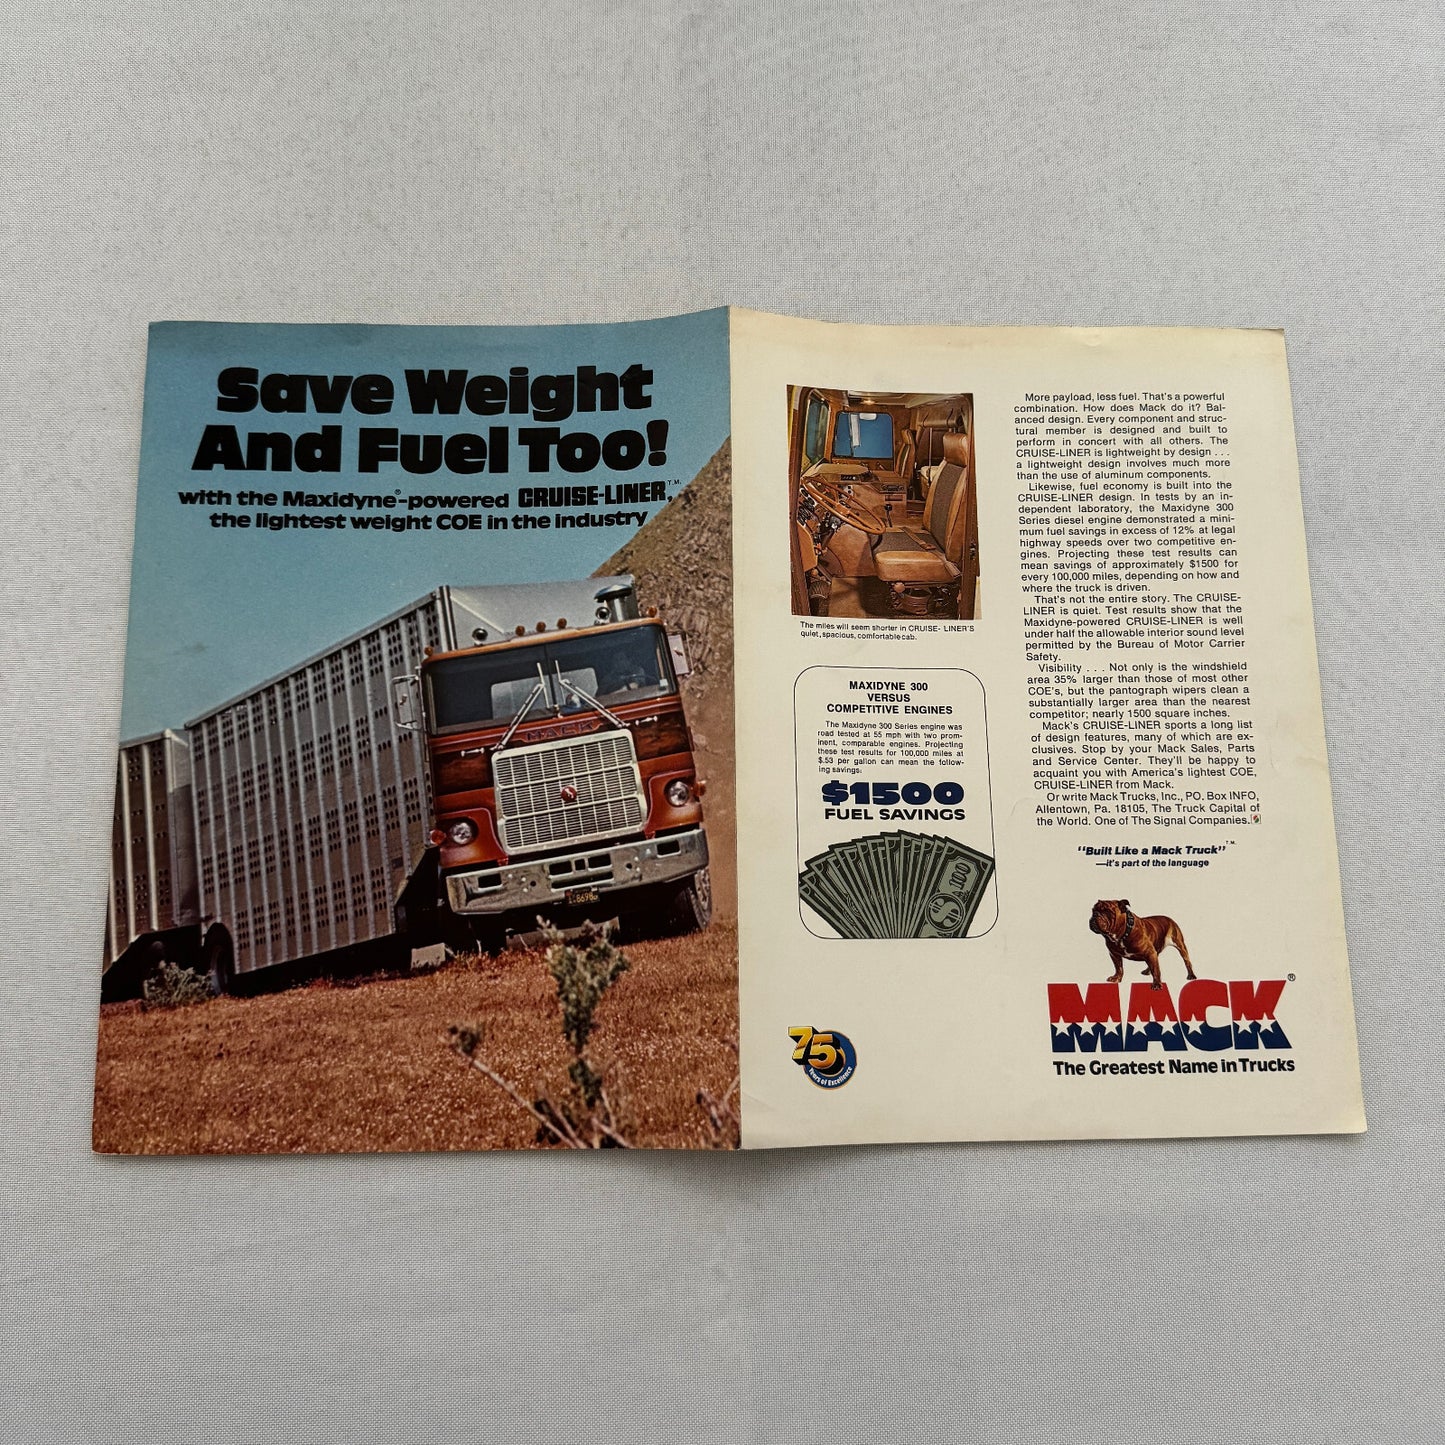 Save Weight
And Fuel Too!
with the Maxidyne®-powered CRUISE-LINER,T.M.
the lightest weight COE in the industry
MACK
The miles will seem shorter in CRUISE- LINER'S
quiet, spacious, comfortable cab.
MAXIDYNE 300
VERSUS
COMPETITIVE ENGINES
The Maxidyne 300 Series engine was
road tested at 55 mph with two prom-
inent, comparable engines. Projecting
these test results for 100,000 miles at
$.53 per gallon can mean the follow-
ing savings:
$1500
FUEL SAVINGS
100
75
Years of Excellence
More payload, less fuel. That's a powerful
combination. How does Mack do it? Bal-
anced design. Every component and struc-
tural member is designed and built to
perform in concert with all others. The
CRUISE-LINER is lightweight by design . . .
a lightweight design involves much more
than the use of aluminum components.
Likewise, fuel economy is built into the
CRUISE-LINER design. In tests by an in-
dependent laboratory, the Maxidyne 300
Series diesel engine demonstrated a mini-
mum fuel savings in excess of 12% at legal
highway speeds over two competitive en-
gines. Projecting these test results can
mean savings of approximately $1500 for
every 100,000 miles, depending on how and
where the truck is driven.
That's not the entire story. The CRUISE-
LINER is quiet. Test results show that the
Maxidyne-powered CRUISE-LINER is well
under half the allowable interior sound level
permitted by the Bureau of Motor Carrier
Safety.
Visibility . . . Not only is the windshield
area 35% larger than those of most other
COE's, but the pantograph wipers clean a
substantially larger area than the nearest
competitor; nearly 1500 square inches.
Mack's CRUISE-LINER sports a long list
of design features, many of which are ex-
clusives. Stop by your Mack Sales, Parts
and Service Center. They'll be happy to
acquaint you with America's lightest COE,
CRUISE-LINER from Mack.
Or write Mack Trucks, Inc., PO. Box INFO,
Allentown, Pa. 18105, The Truck Capital of
the World. One of The Signal Companies.
"Built Like a Mack Truck"T.M.
—it's part of the language
MACK®
The Greatest Name in Trucks